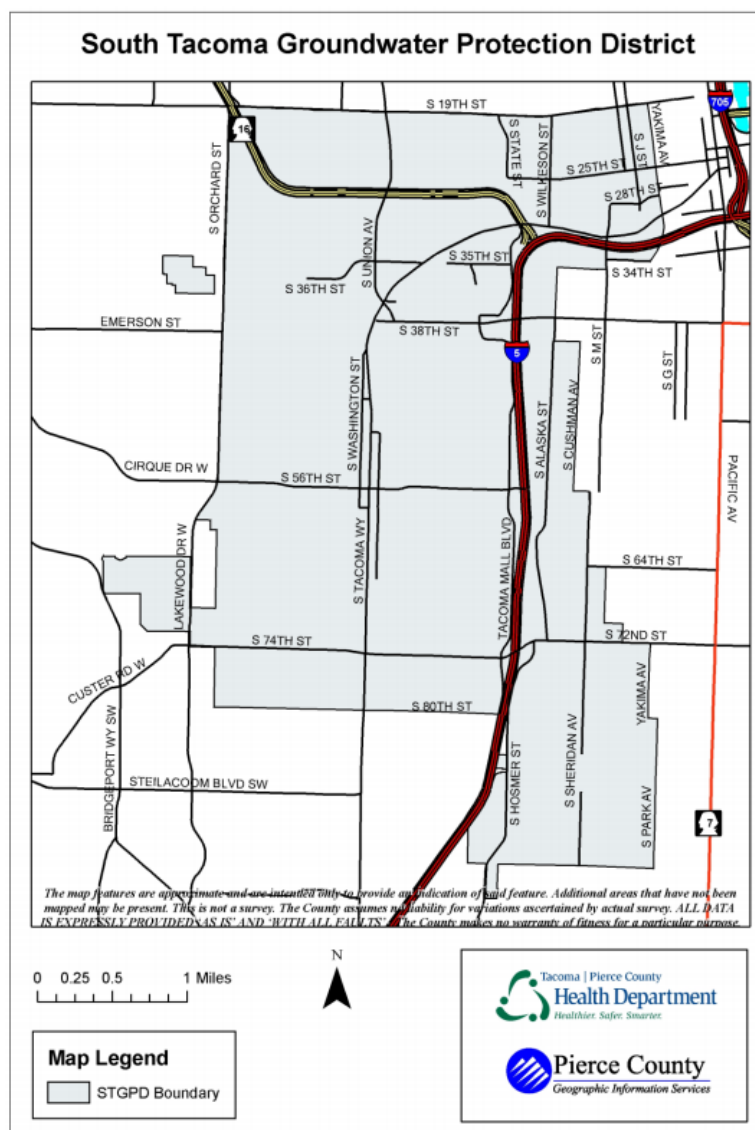 South Tacoma Groundwater Protection District
S 19TH ST
705
16
S ORCHARD ST
S UNION AV
S STATE ST
S WILKESON ST
S J ST
YAKIMA AV
S 25TH ST
S 28TH ST
S 35TH ST
S 36TH ST
S 34TH ST
EMERSON ST
S 38TH ST
5
S M ST
S G ST
S WASHINGTON ST
S ALASKA ST
S CUSHMAN AV
CIRQUE DR W
S 56TH ST
PACIFIC AV
LAKEWOOD DR W
S TACOMA WY
TACOMA MALL BLVD
S 64TH ST
S 74TH ST
S 72ND ST
CUSTER RD W
YAKIMA AV
S 80TH ST
BRIDGEPORT WY SW
STEILACOOM BLVD SW
S HOSMER ST
S SHERIDAN AV
S PARK AV
7
The map features are approximate and are intended only to provide an indication of said feature. Additional areas that have not been
mapped may be present. This is not a survey. The County assumes no liability for variations ascertained by actual survey. ALL DATA
IS EXPRESSLY PROVIDED 'AS IS' AND 'WITH ALL FAULTS'. The County makes no warranty of fitness for a particular purpose.
0 0.25 0.5 1 Miles
N
Map Legend
STGPD Boundary
Tacoma | Pierce County
Health Department
Healthier. Safer. Smarter.
Pierce County
Geographic Information Services